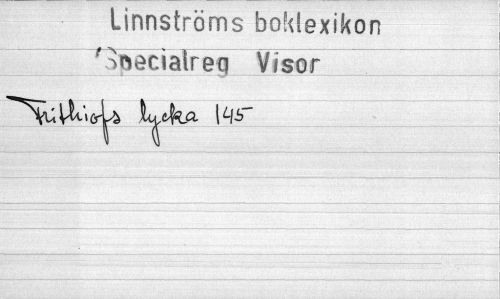 Linnströms boklexikon
Specialreg Visor
Frithiofs lycka 145